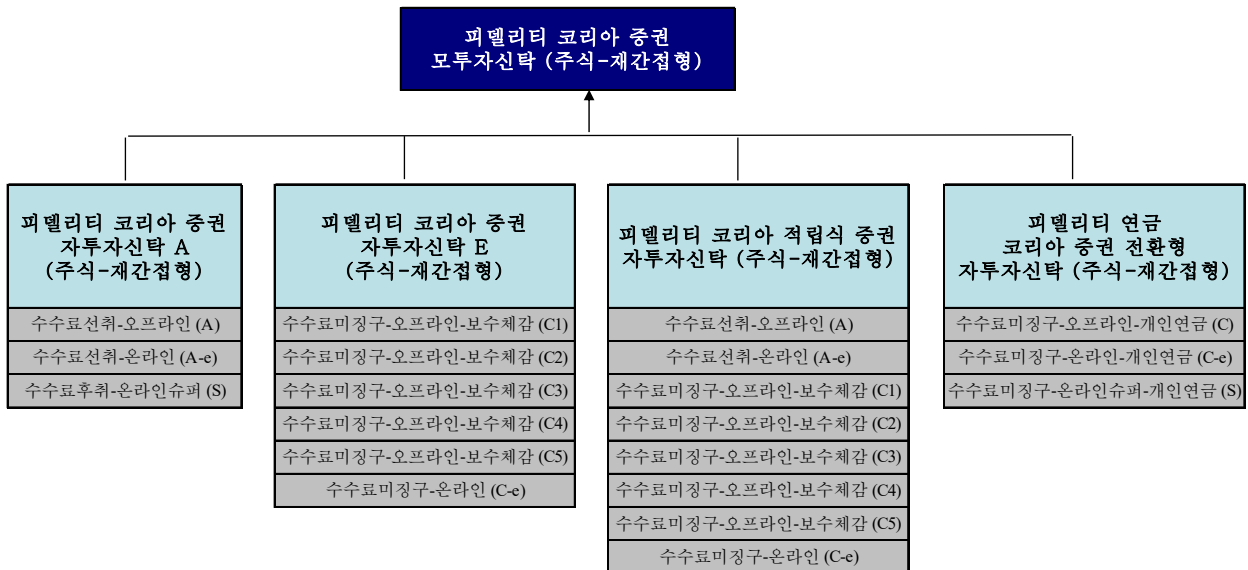 피델리티 코리아 증권
모투자신탁 (주식-재간접형)
피델리티 코리아 증권
자투자신탁 A
(주식-재간접형)
수수료선취-오프라인 (A)
수수료선취-온라인 (A-e)
수수료후취-온라인슈퍼 (S)
피델리티 코리아 증권
자투자신탁 E
(주식-재간접형)
수수료미징구-오프라인-보수체감 (C1)
수수료미징구-오프라인-보수체감 (C2)
수수료미징구-오프라인-보수체감 (C3)
수수료미징구-오프라인-보수체감 (C4)
수수료미징구-오프라인-보수체감 (C5)
수수료미징구-온라인 (C-e)
피델리티 코리아 적립식 증권
자투자신탁 (주식-재간접형)
수수료선취-오프라인 (A)
수수료선취-온라인 (A-e)
수수료미징구-오프라인-보수체감 (C1)
수수료미징구-오프라인-보수체감 (C2)
수수료미징구-오프라인-보수체감 (C3)
수수료미징구-오프라인-보수체감 (C4)
수수료미징구-오프라인-보수체감 (C5)
수수료미징구-온라인 (C-e)
피델리티 연금
코리아 증권 전환형
자투자신탁 (주식-재간접형)
수수료미징구-오프라인-개인연금 (C)
수수료미징구-온라인-개인연금 (C-e)
수수료미징구-온라인슈퍼-개인연금 (S)